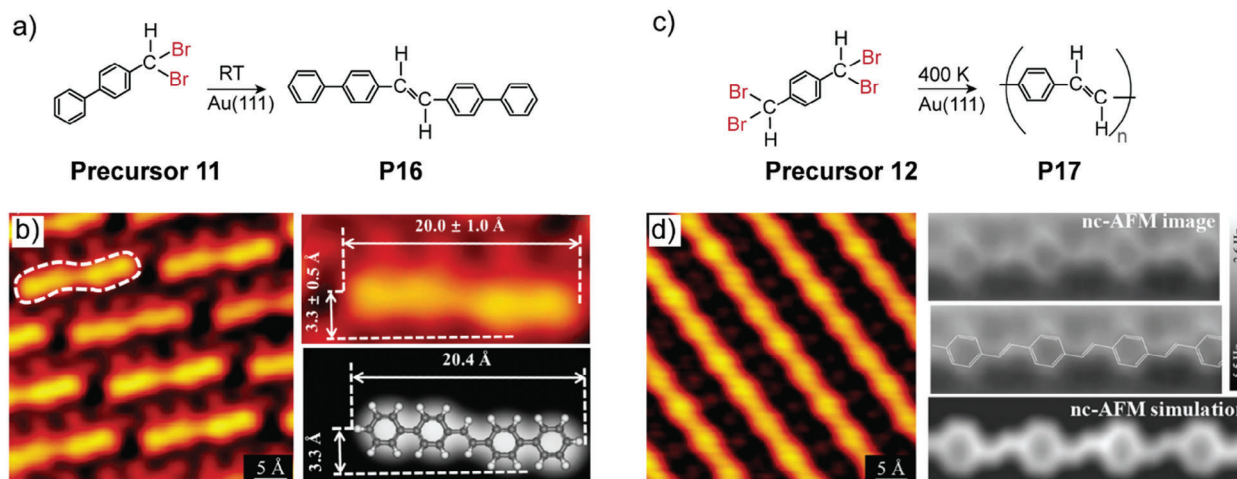 a)
H
Br
Br
RT
Au(111)
H
H
Precursor 11
P16
b)
5 Å
20.0 ± 1.0 Å
3.3 ± 0.5 Å
20.4 Å
3.3 Å
c)
H
Br
Br
Br
Br
H
400 K
Au(111)
H
H
n
Precursor 12
P17
d)
5 Å
nc-AFM image
nc-AFM simulation